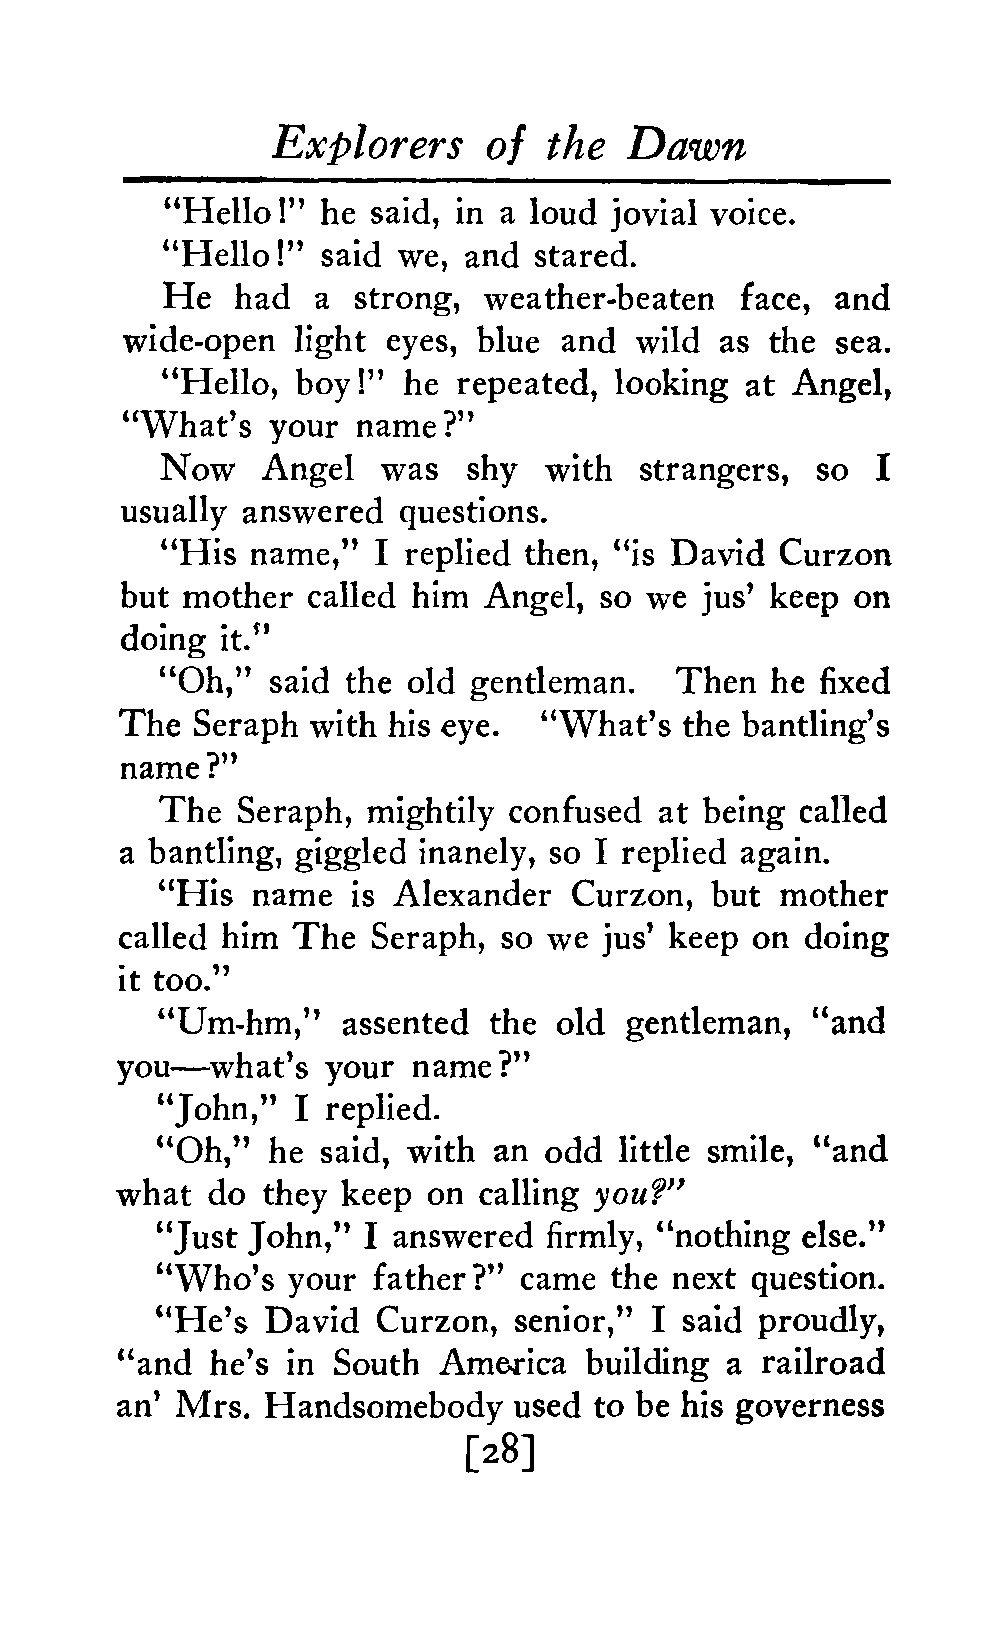 Explorers of the Dawn
"Hello!" he said, in a loud jovial voice.
"Hello!" said we, and stared.
He had a strong, weather-beaten face, and
wide-open light eyes, blue and wild as the sea.
"Hello, boy!" he repeated, looking at Angel,
"What's your name?"
Now Angel was shy with strangers, so I
usually answered questions.
"His name," I replied then, "is David Curzon
but mother called him Angel, so we jus' keep on
doing it."
"Oh," said the old gentleman. Then he fixed
The Seraph with his eye. "What's the bantling's
name?"
The Seraph, mightily confused at being called
a bantling, giggled inanely, so I replied again.
"His name is Alexander Curzon, but mother
called him The Seraph, so we jus' keep on doing
it too."
"Um-hm," assented the old gentleman, "and
you—what's your name?"
"John," I replied.
"Oh," he said, with an odd little smile, "and
what do they keep on calling you?"
"Just John," I answered firmly, "nothing else."
"Who's your father?" came the next question.
"He's David Curzon, senior," I said proudly,
"and he's in South America building a railroad
an' Mrs. Handsomebody used to be his governess
[28]